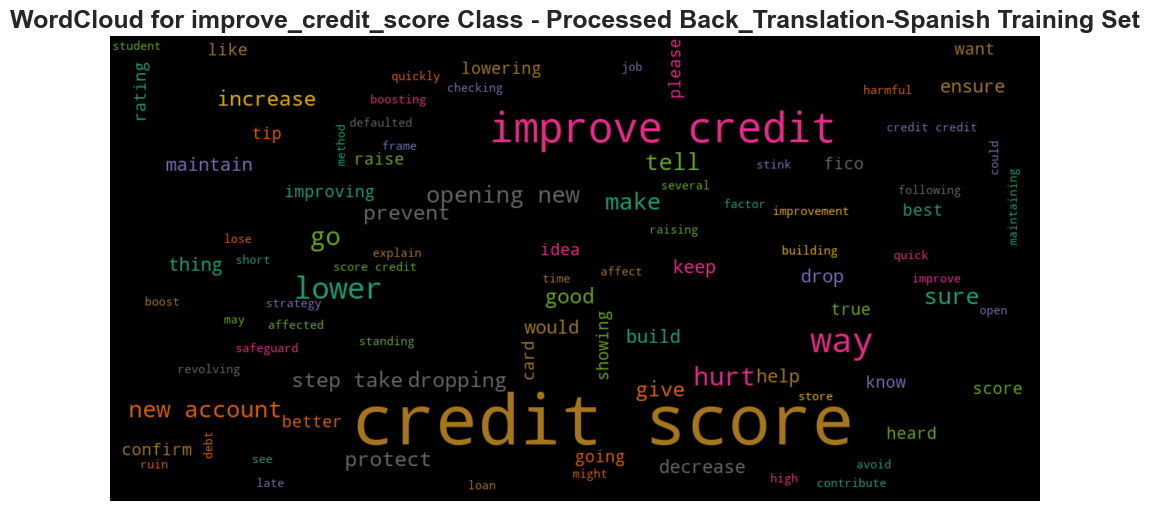 WordCloud for improve_credit_score Class - Processed Back_Translation-Spanish Training Set
student
like
rating
quickly
lowering
checking
job
please
want
harmful
ensure
increase
boosting
tip
method
defaulted
frame
improve credit
credit credit
could
maintain
raise
tell
stink
fico
improving
opening new
prevent
several
make
factor
improvement
following
best
maintaining
lose
go
explain
raising
idea
building
quick
thing
short
score credit
time
affect
keep
drop
improve
boost
strategy
lower
good
true
sure
open
may
affected
would
showing
build
way
safeguard
standing
card
revolving
step take
dropping
hurt
help
know
give
store
score
new account
better
credit score
heard
confirm
debt
ruin
see
protect
going
might
decrease
avoid
late
loan
high
contribute